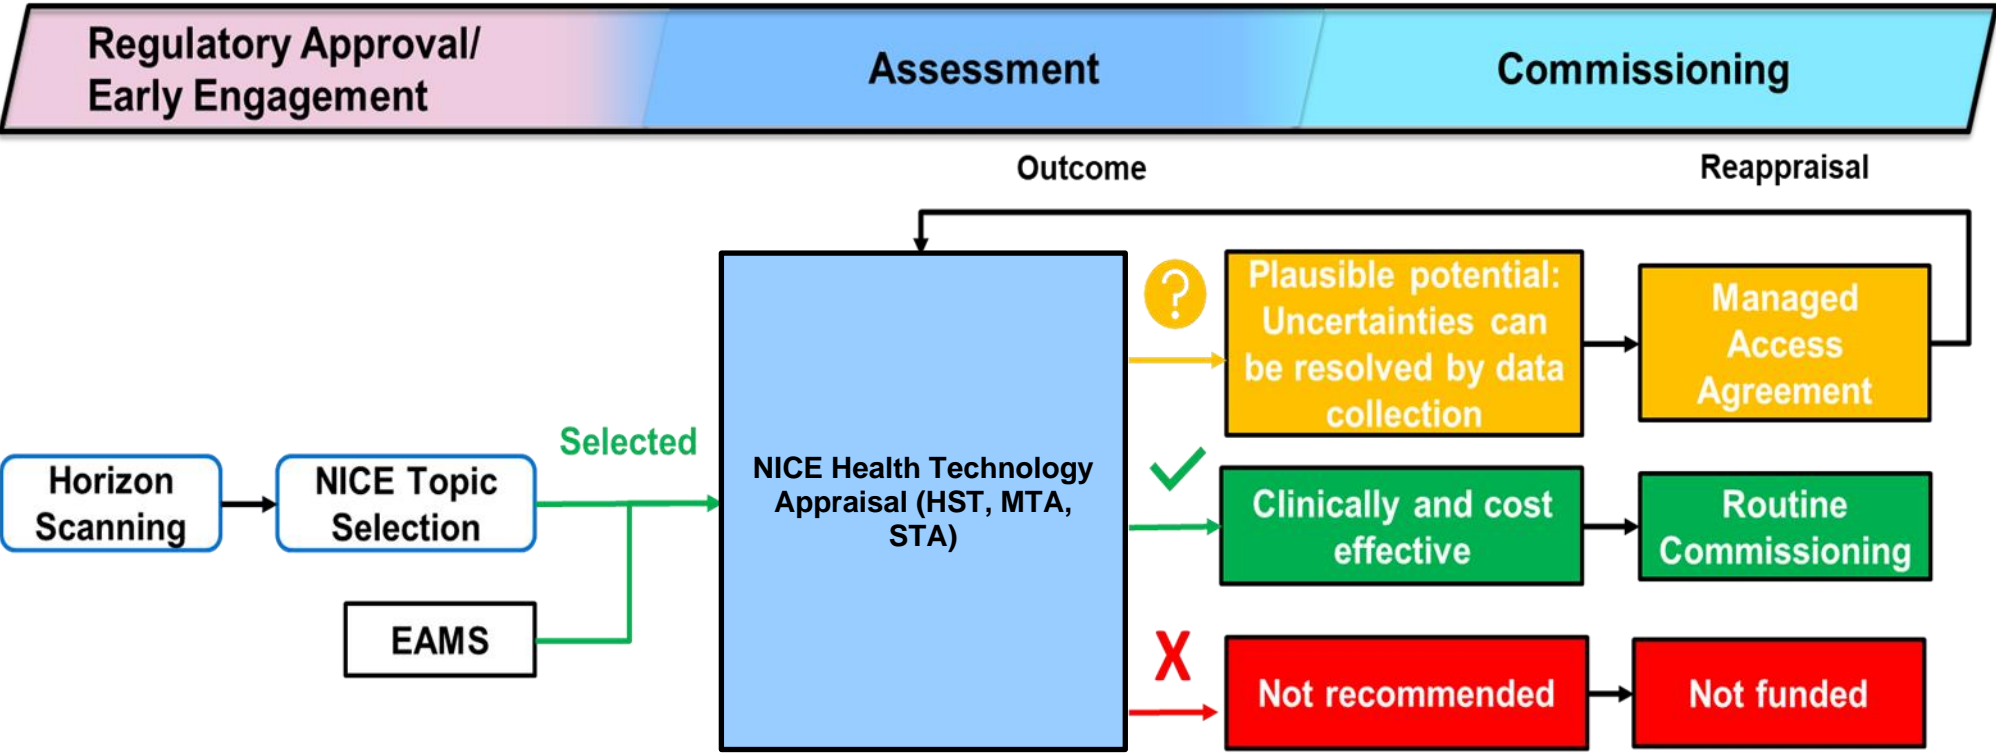 Regulatory Approval/
Early Engagement
Assessment
Commissioning
Outcome
Reappraisal
Horizon
Scanning
NICE Topic
Selection
EAMS
Selected
NICE Health Technology
Appraisal (HST, MTA,
STA)
?
Plausible potential:
Uncertainties can
be resolved by data
collection
Managed
Access
Agreement
Clinically and cost
effective
Routine
Commissioning
X
Not recommended
Not funded